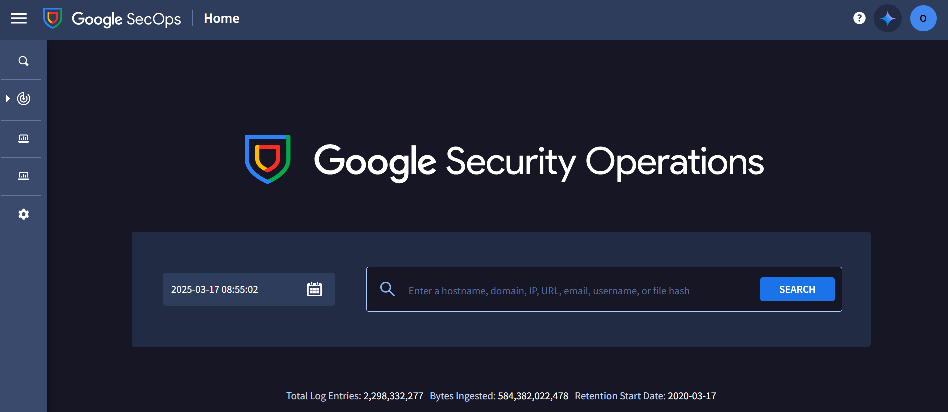 Google SecOps Home O
Google Security Operations
2025-03-17 08:55:02 Enter a hostname, domain, IP, URL, email, username, or file hash SEARCH
Total Log Entries: 2,298,332,277 Bytes Ingested: 584,382,022,478 Retention Start Date: 2020-03-17